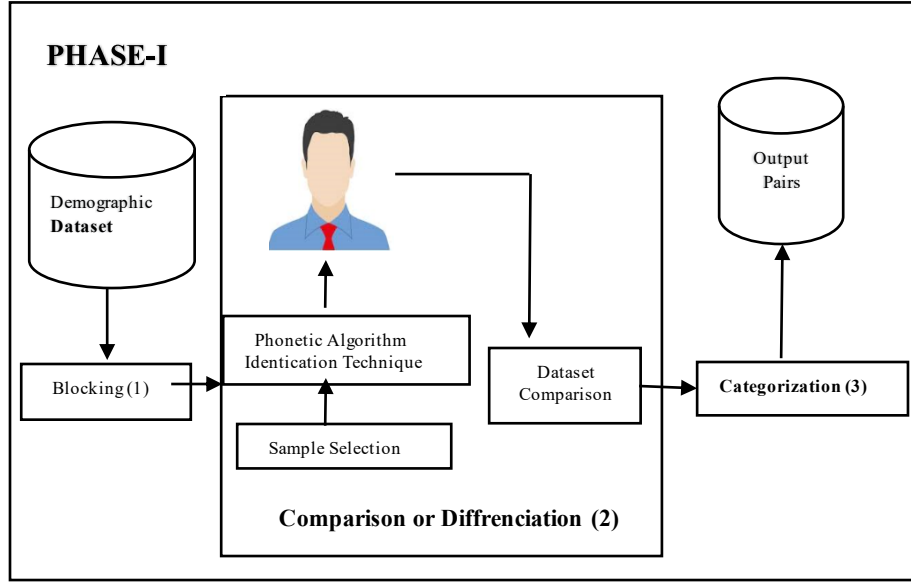 PHASE-I
Demographic
Dataset
Blocking (1)
Phonetic Algorithm
Identication Technique
Sample Selection
Dataset
Comparison
Comparison or Diffrenciation (2)
Categorization (3)
Output
Pairs